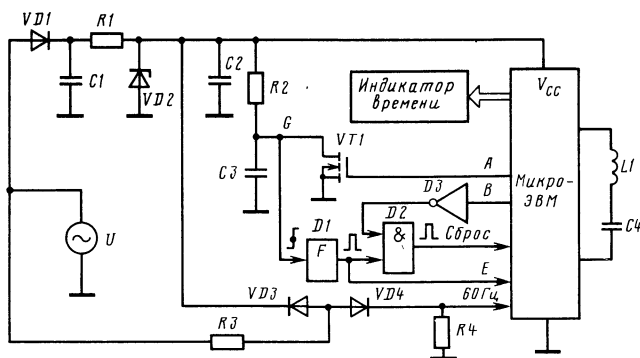 VD1
R1
C1
VD2
C2
R2
Индикатор
времени
VCC
G
VT1
C3
A
D3
B
Микро-
ЭВМ
L1
C4
U
D1
F
D2
&
Сброс
E
VD3
VD4
60Гц
R3
R4